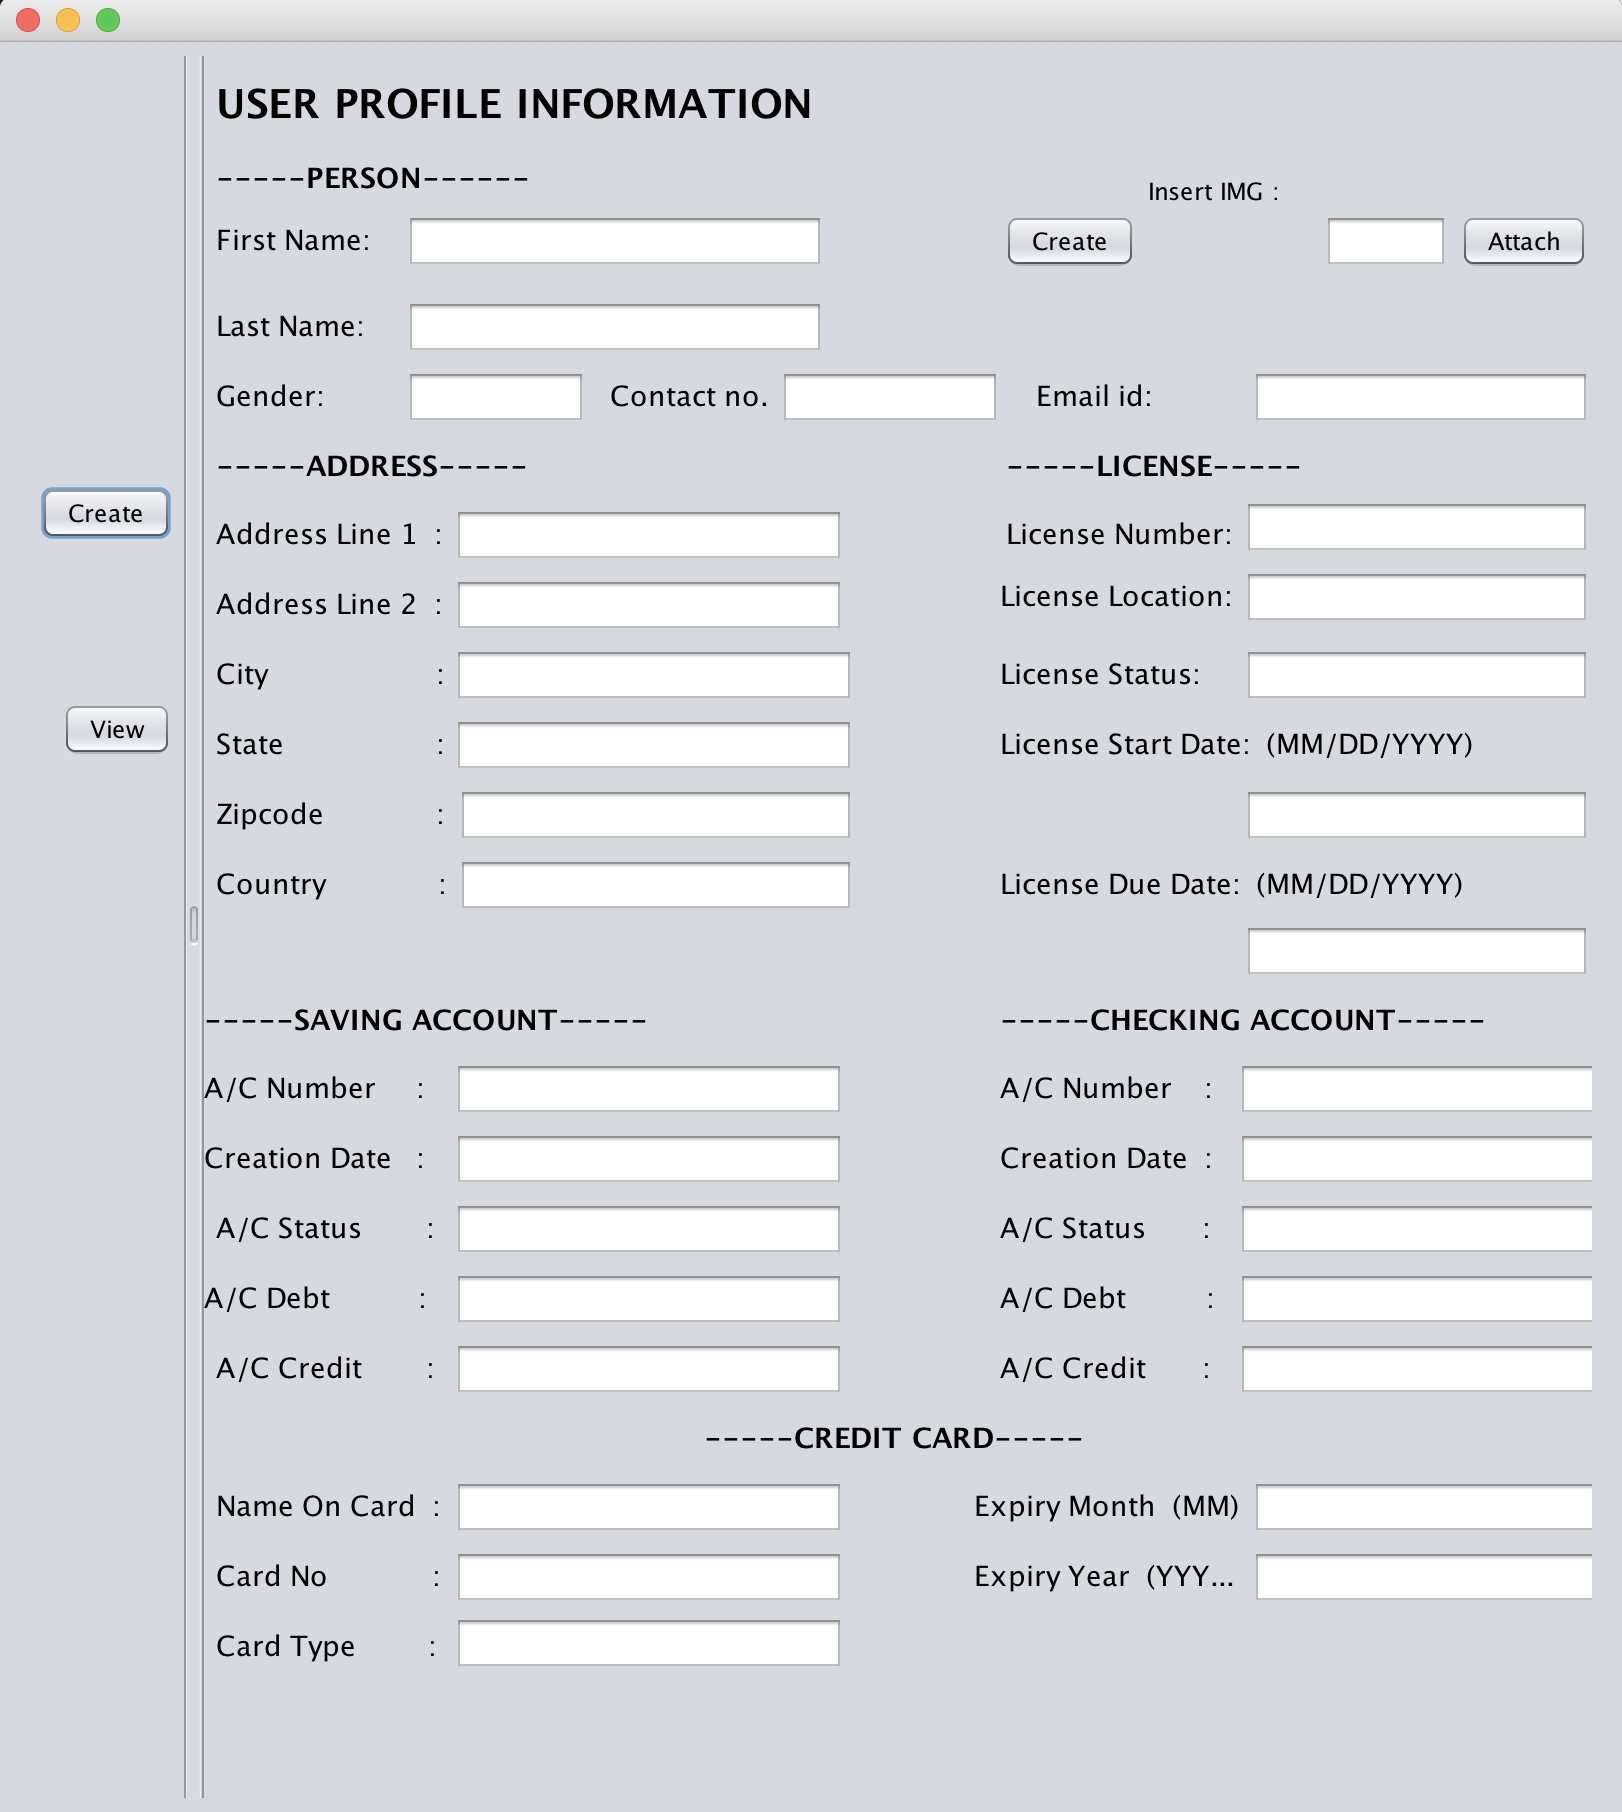 USER PROFILE INFORMATION
-----PERSON------
Insert IMG :
First Name:
Create
Attach
Last Name:
Gender:
Contact no.
Email id:
-----ADDRESS-----
-----LICENSE-----
Create
Address Line 1 :
License Number:
Address Line 2 :
License Location:
City :
License Status:
View
State :
License Start Date: (MM/DD/YYYY)
Zipcode :
Country :
License Due Date: (MM/DD/YYYY)
-----SAVING ACCOUNT-----
-----CHECKING ACCOUNT-----
A/C Number :
A/C Number :
Creation Date :
Creation Date :
A/C Status :
A/C Status :
A/C Debt :
A/C Debt :
A/C Credit :
A/C Credit :
-----CREDIT CARD-----
Name On Card :
Expiry Month (MM)
Card No :
Expiry Year (YYY...
Card Type :